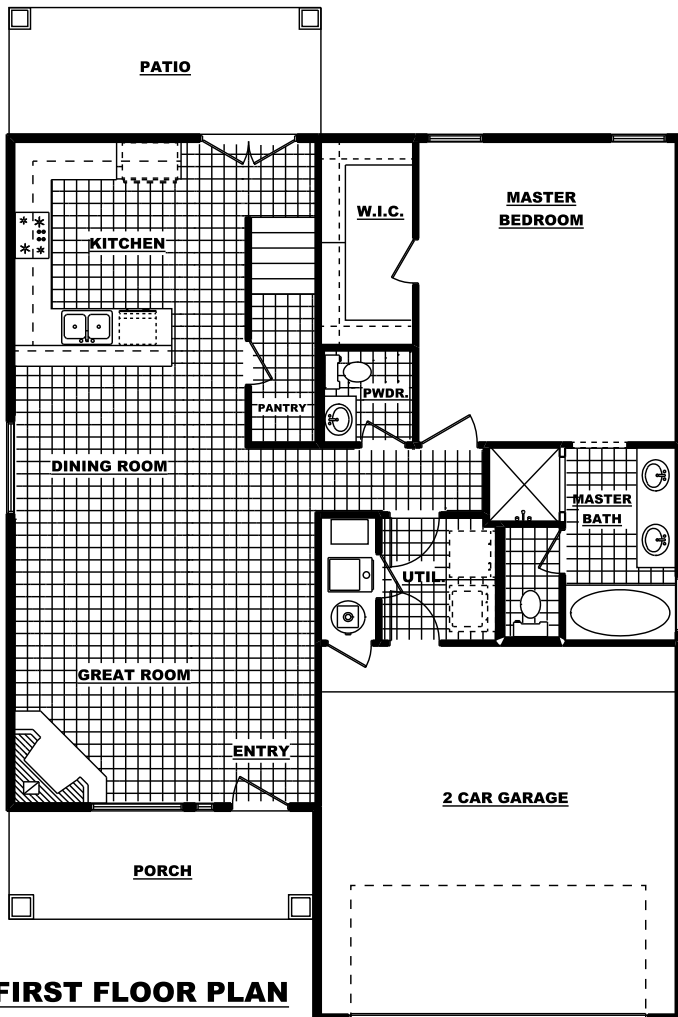 PATIO
W.I.C.
MASTER
BEDROOM
KITCHEN
PWDR.
PANTRY
DINING ROOM
MASTER
BATH
UTIL.
GREAT ROOM
ENTRY
2 CAR GARAGE
PORCH
FIRST FLOOR PLAN